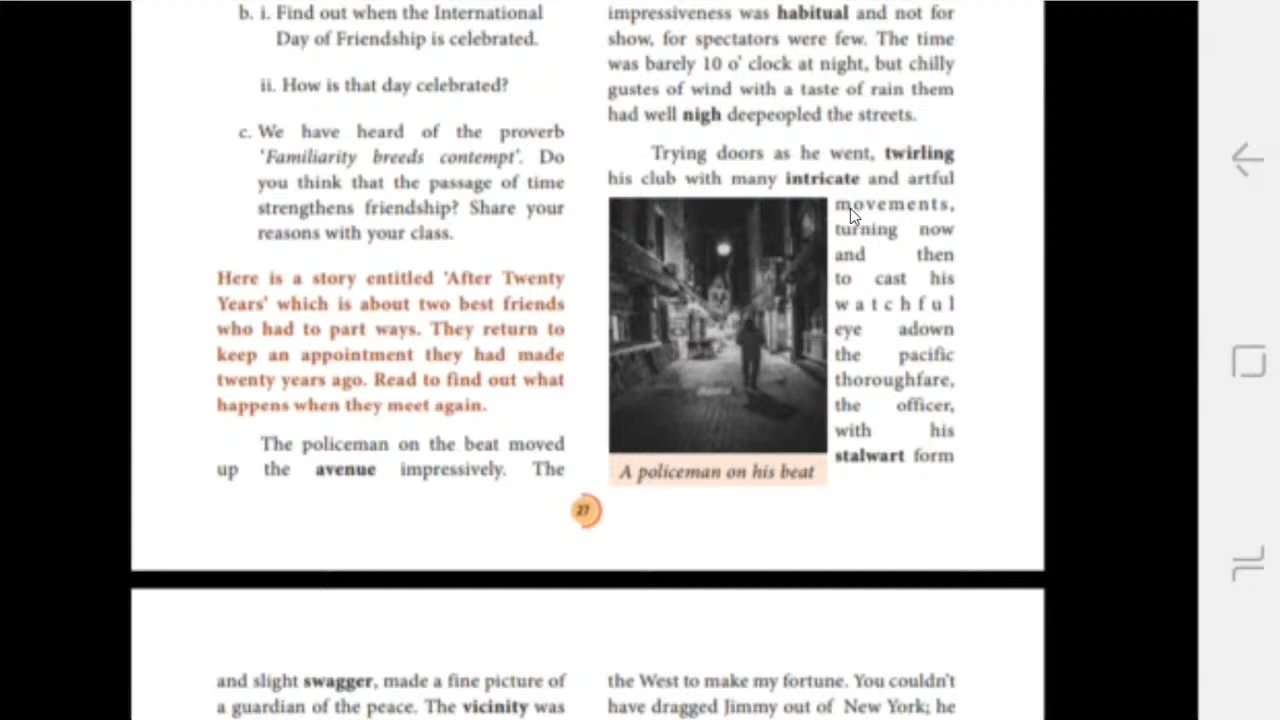 b. i. Find out when the International
Day of Friendship is celebrated.
ii. How is that day celebrated?
c. We have heard of the proverb
'Familiarity breeds contempt'. Do
you think that the passage of time
strengthens friendship? Share your
reasons with your class.
Here is a story entitled 'After Twenty
Years' which is about two best friends
who had to part ways. They return to
keep an appointment they had made
twenty years ago. Read to find out what
happens when they meet again.
The policeman on the beat moved
up the avenue impressively. The
impressiveness was habitual and not for
show, for spectators were few. The time
was barely 10 o' clock at night, but chilly
gustes of wind with a taste of rain them
had well nigh deepeopled the streets.
Trying doors as he went, twirling
his club with many intricate and artful
movements,
turning now
and then
to cast his
watchful
eye adown
the pacific
thoroughfare,
the officer,
with his
stalwart form
A policeman on his beat
27
and slight swagger, made a fine picture of
a guardian of the peace. The vicinity was
the West to make my fortune. You couldn't
have dragged Jimmy out of New York; he